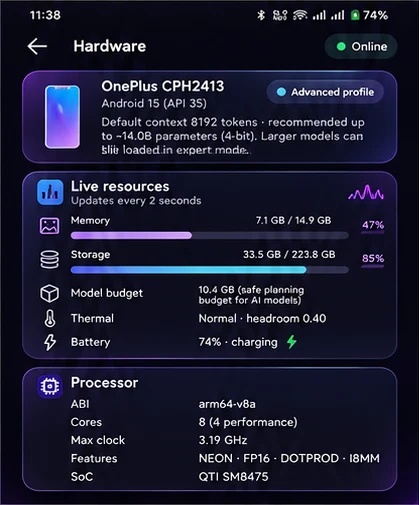 11:38
74%
Hardware
Online
OnePlus CPH2413
Advanced profile
Android 15 (API 35)
Default context 8192 tokens · recommended up
to ~14.0B parameters (4-bit). Larger models can
loaded in expert mode.
Live resources
Updates every 2 seconds
Memory
7.1 GB / 14.9 GB
47%
Storage
33.5 GB / 223.8 GB
85%
Model budget
10.4 GB (safe planning
budget for AI models)
Thermal
Normal · headroom 0.40
Battery
74% · charging
Processor
ABI
arm64-v8a
Cores
8 (4 performance)
Max clock
3.19 GHz
Features
NEON · FP16 · DOTPROD · I8MM
SoC
QTI SM8475